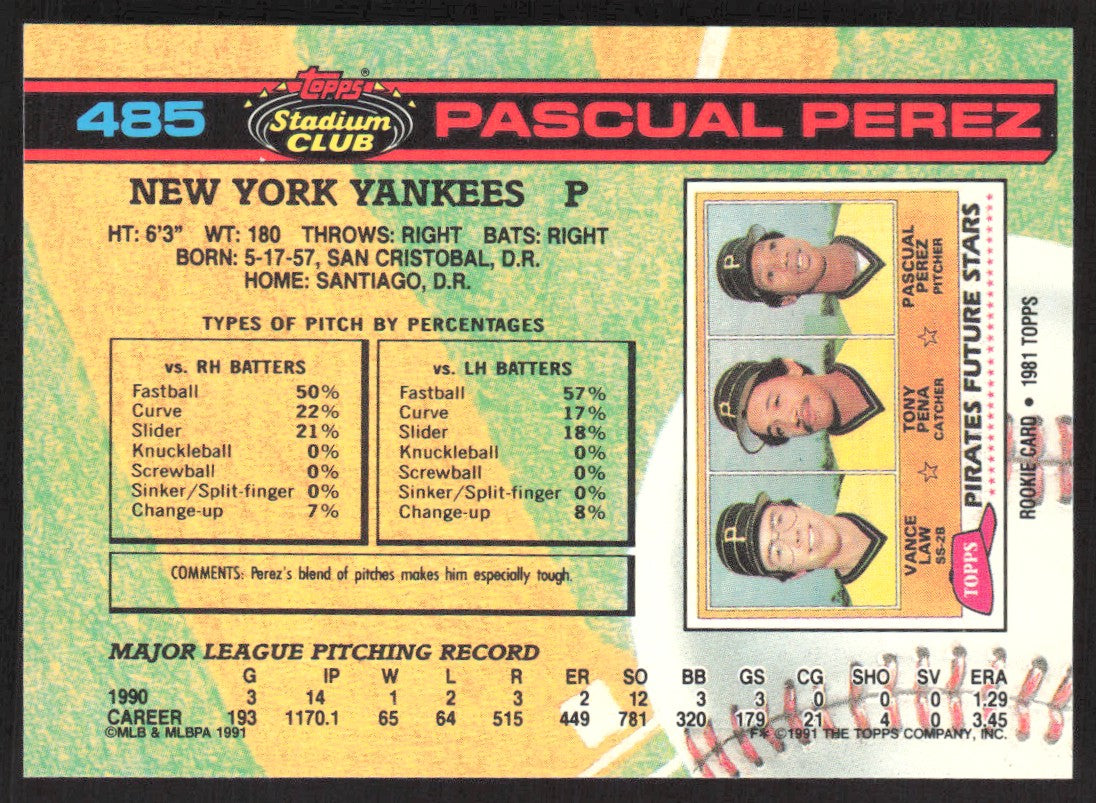 485
Topps®
Stadium
CLUB
PASCUAL PEREZ
NEW YORK YANKEES P
HT: 6'3" WT: 180 THROWS: RIGHT BATS: RIGHT
BORN: 5-17-57, SAN CRISTOBAL, D.R.
HOME: SANTIAGO, D.R.
TYPES OF PITCH BY PERCENTAGES
vs. RH BATTERS
Fastball 50%
Curve 22%
Slider 21%
Knuckleball 0%
Screwball 0%
Sinker/Split-finger 0%
Change-up 7%
vs. LH BATTERS
Fastball 57%
Curve 17%
Slider 18%
Knuckleball 0%
Screwball 0%
Sinker/Split-finger 0%
Change-up 8%
COMMENTS: Perez's blend of pitches makes him especially tough.
P
P
P
VANCE
LAW
SS-2B
☆
TONY
PENA
CATCHER
☆
PASCUAL
PEREZ
PITCHER
TOPPS
PIRATES FUTURE STARS
ROOKIE CARD • 1981 TOPPS
MAJOR LEAGUE PITCHING RECORD
G IP W L R ER SO BB GS CG SHO SV ERA
1990 3 14 1 2 3 2 12 3 3 0 0 0 1.29
CAREER 193 1170.1 65 64 515 449 781 320 179 21 4 0 3.45
©MLB & MLBPA 1991
F* ©1991 THE TOPPS COMPANY, INC.